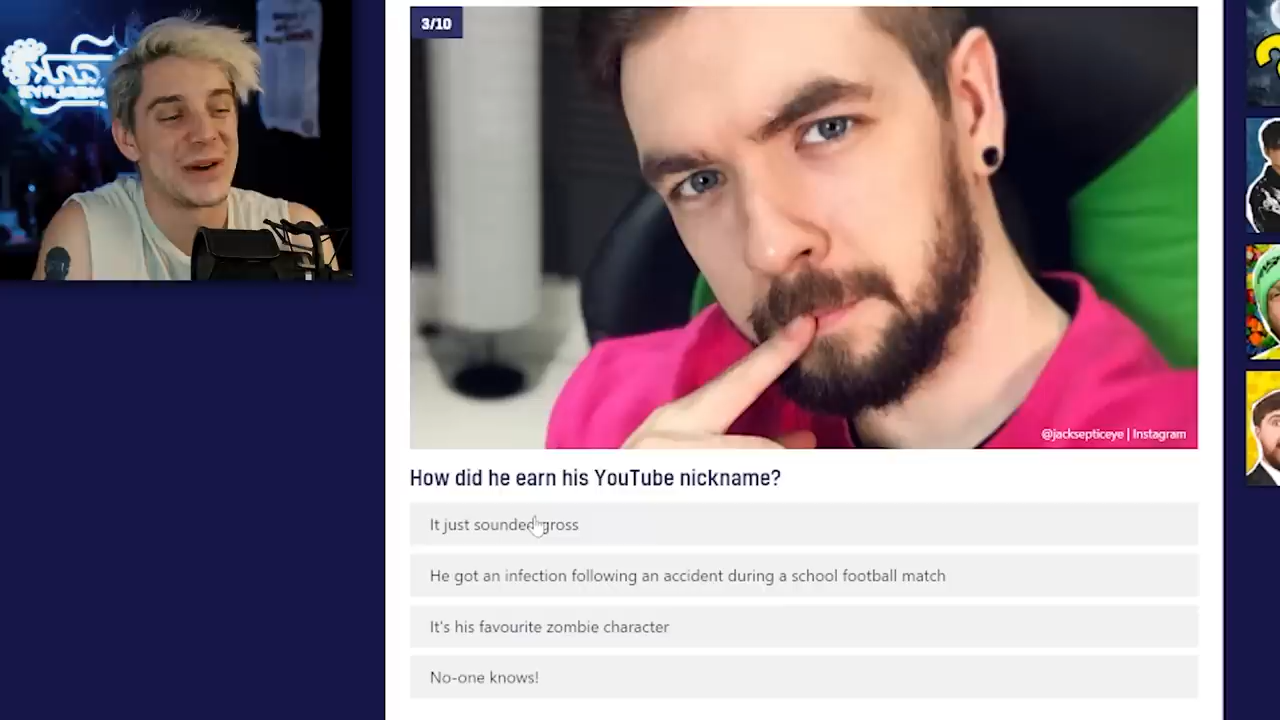 3/10
@jacksepticeye | Instagram
How did he earn his YouTube nickname?
It just sounded gross
He got an infection following an accident during a school football match
It's his favourite zombie character
No-one knows!